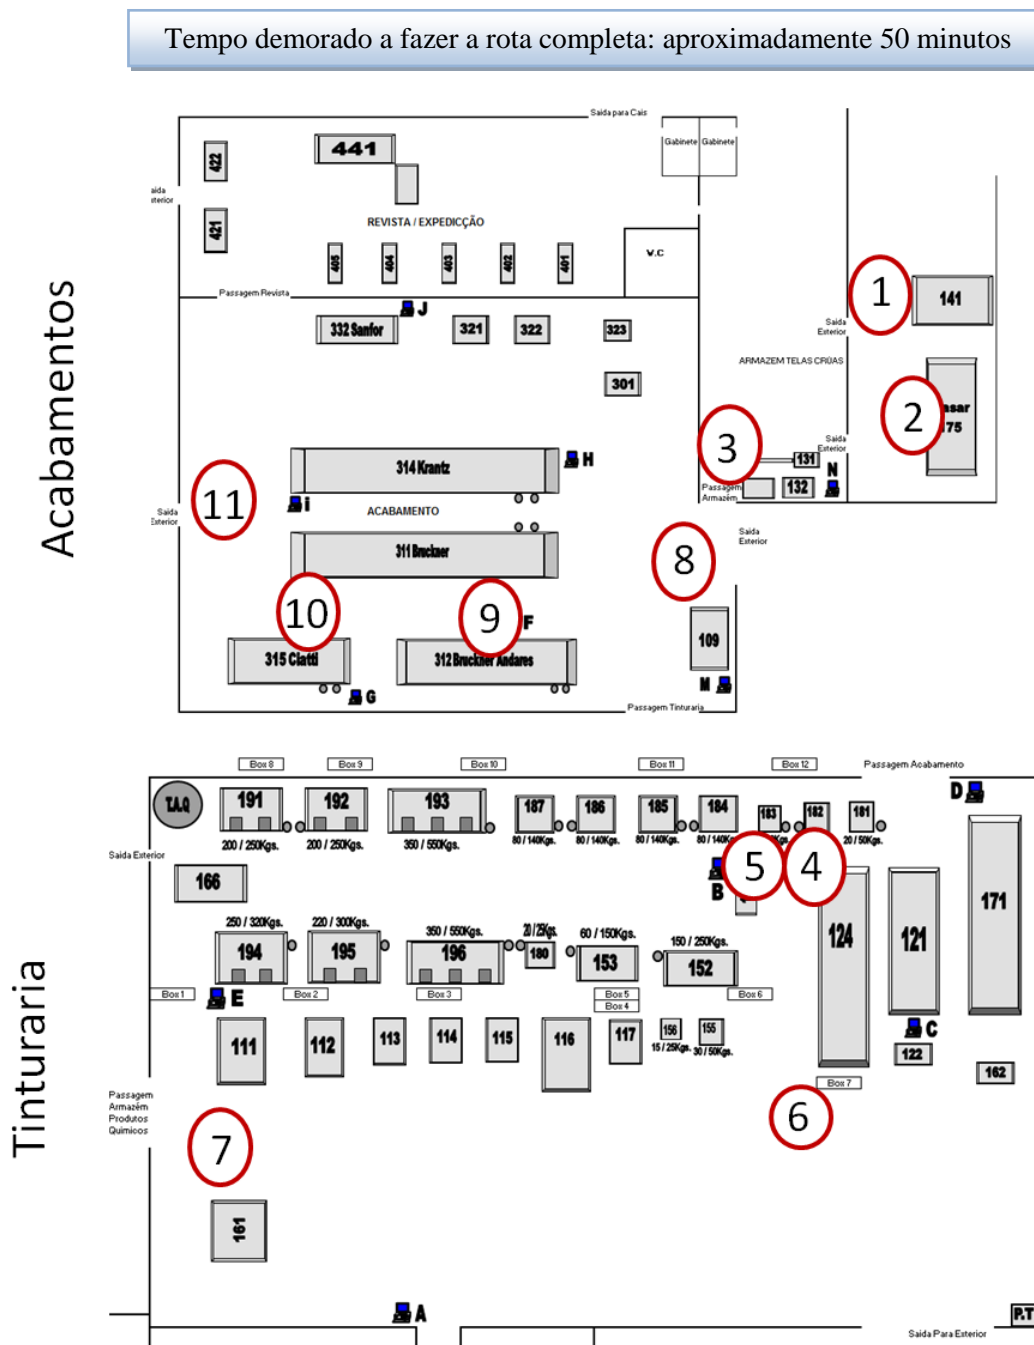 Tempo demorado a fazer a rota completa: aproximadamente 50 minutos
Acabamentos
Saída para Cais
Gabinete
Gabinete
422
441
421
REVISTA / EXPEDICÇÃO
405
404
403
402
401
V.C
Passagem Revista
J
332 Sanfor
321
322
323
301
1
141
Saída
Exterior
ARMAZEM TELAS CRÚAS
2
175
3
Saída
Exterior
131
N
132
Passagem
Armazém
314 Krantz
H
i
11
Saída
Exterior
ACABAMENTO
311 Bruckner
8
Saída
Exterior
10
9
F
315 Ciatti
312 Bruckner Andares
109
G
M
Passagem Tinturaria
Tinturaria
Box 8
Box 9
Box 10
Box 11
Box 12
Passagem Acabamento
D
T.A.Q
191
192
193
187
186
185
184
183
182
181
200 / 250Kgs.
200 / 250Kgs.
350 / 550Kgs.
80 / 140Kgs.
80 / 140Kgs.
80 / 140Kgs.
80 / 140Kgs.
20 / 50Kgs.
Saída Exterior
166
B
5
4
124
121
171
250 / 320Kgs.
220 / 300Kgs.
350 / 550Kgs.
20 / 25Kgs.
60 / 150Kgs.
150 / 250Kgs.
194
195
196
180
153
152
Box 1
E
Box 2
Box 3
Box 5
Box 4
Box 6
111
112
113
114
115
116
117
156
155
15 / 25Kgs.
30 / 50Kgs.
C
122
162
Box 7
6
Passagem
Armazém
Produtos
Quimicos
7
161
A
P.T
Saída Para Exterior